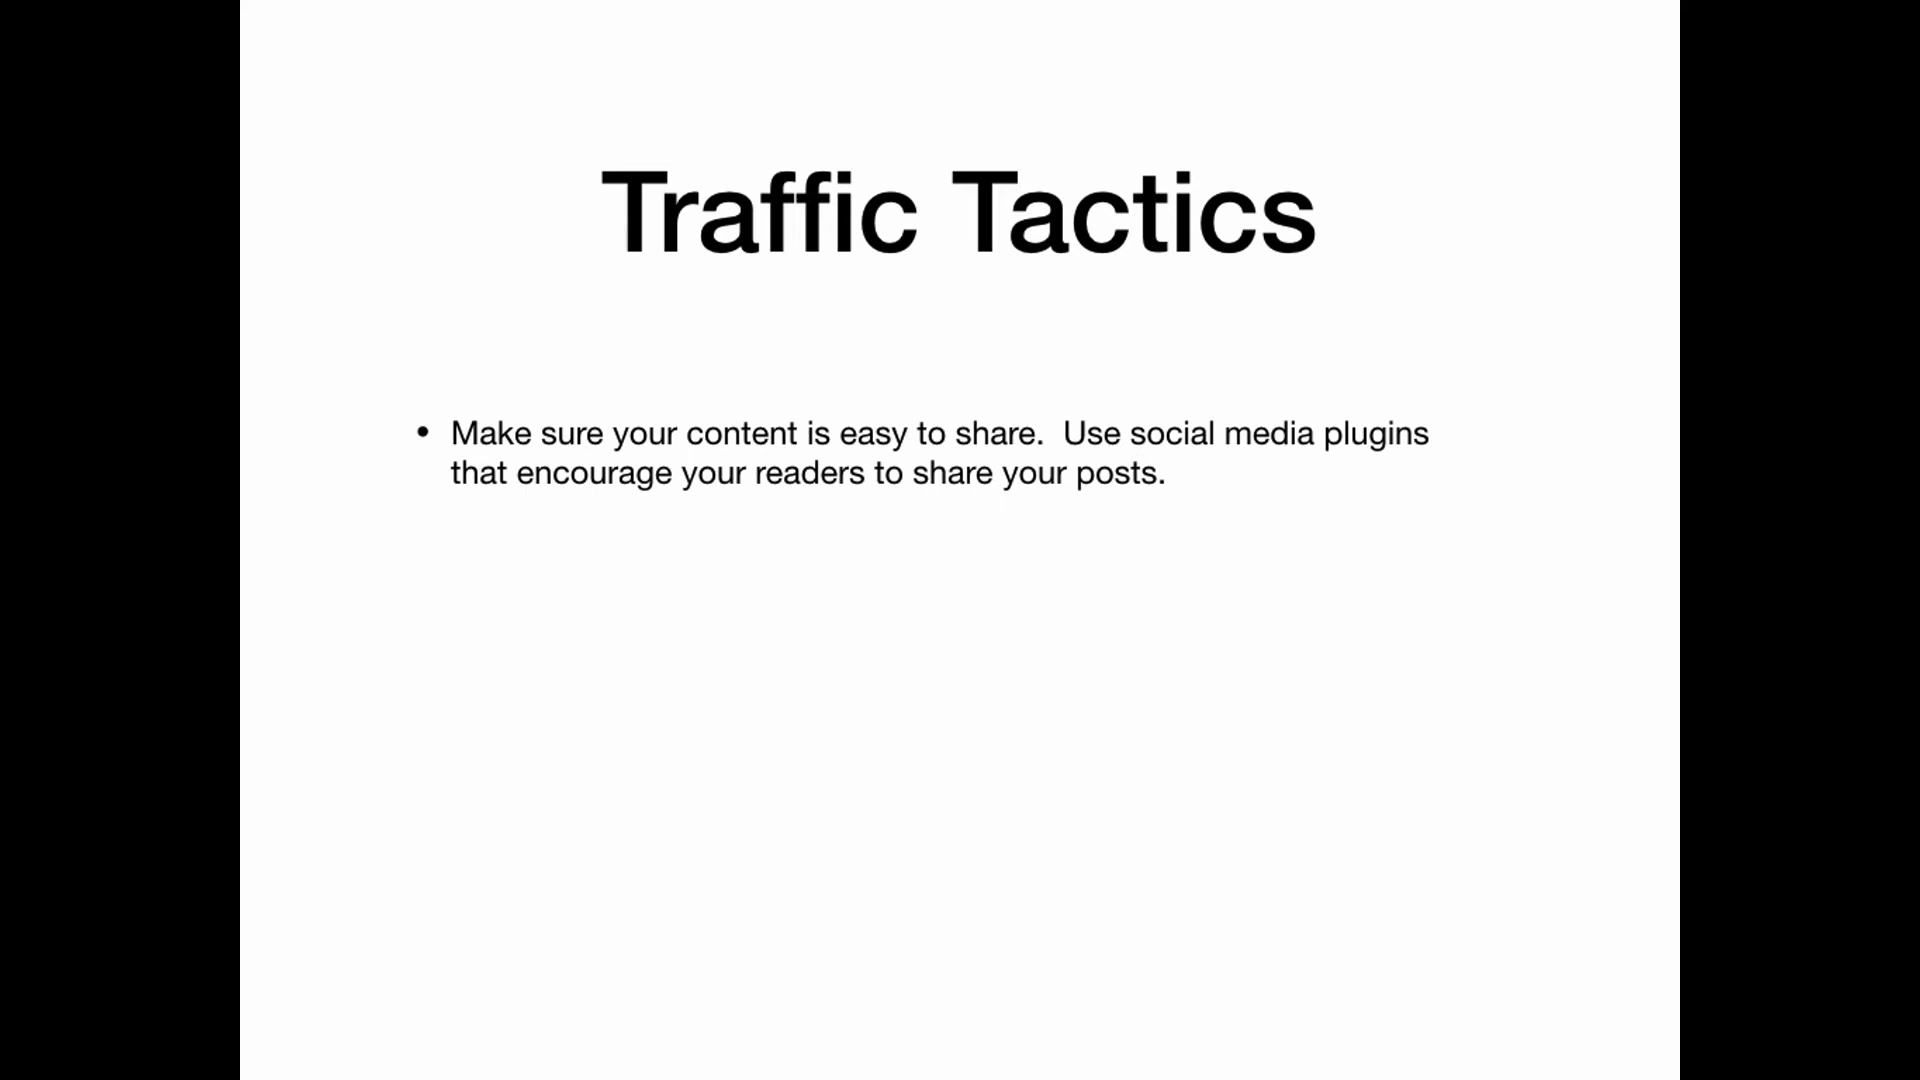 Traffic Tactics
• Make sure your content is easy to share.  Use social media plugins
that encourage your readers to share your posts.